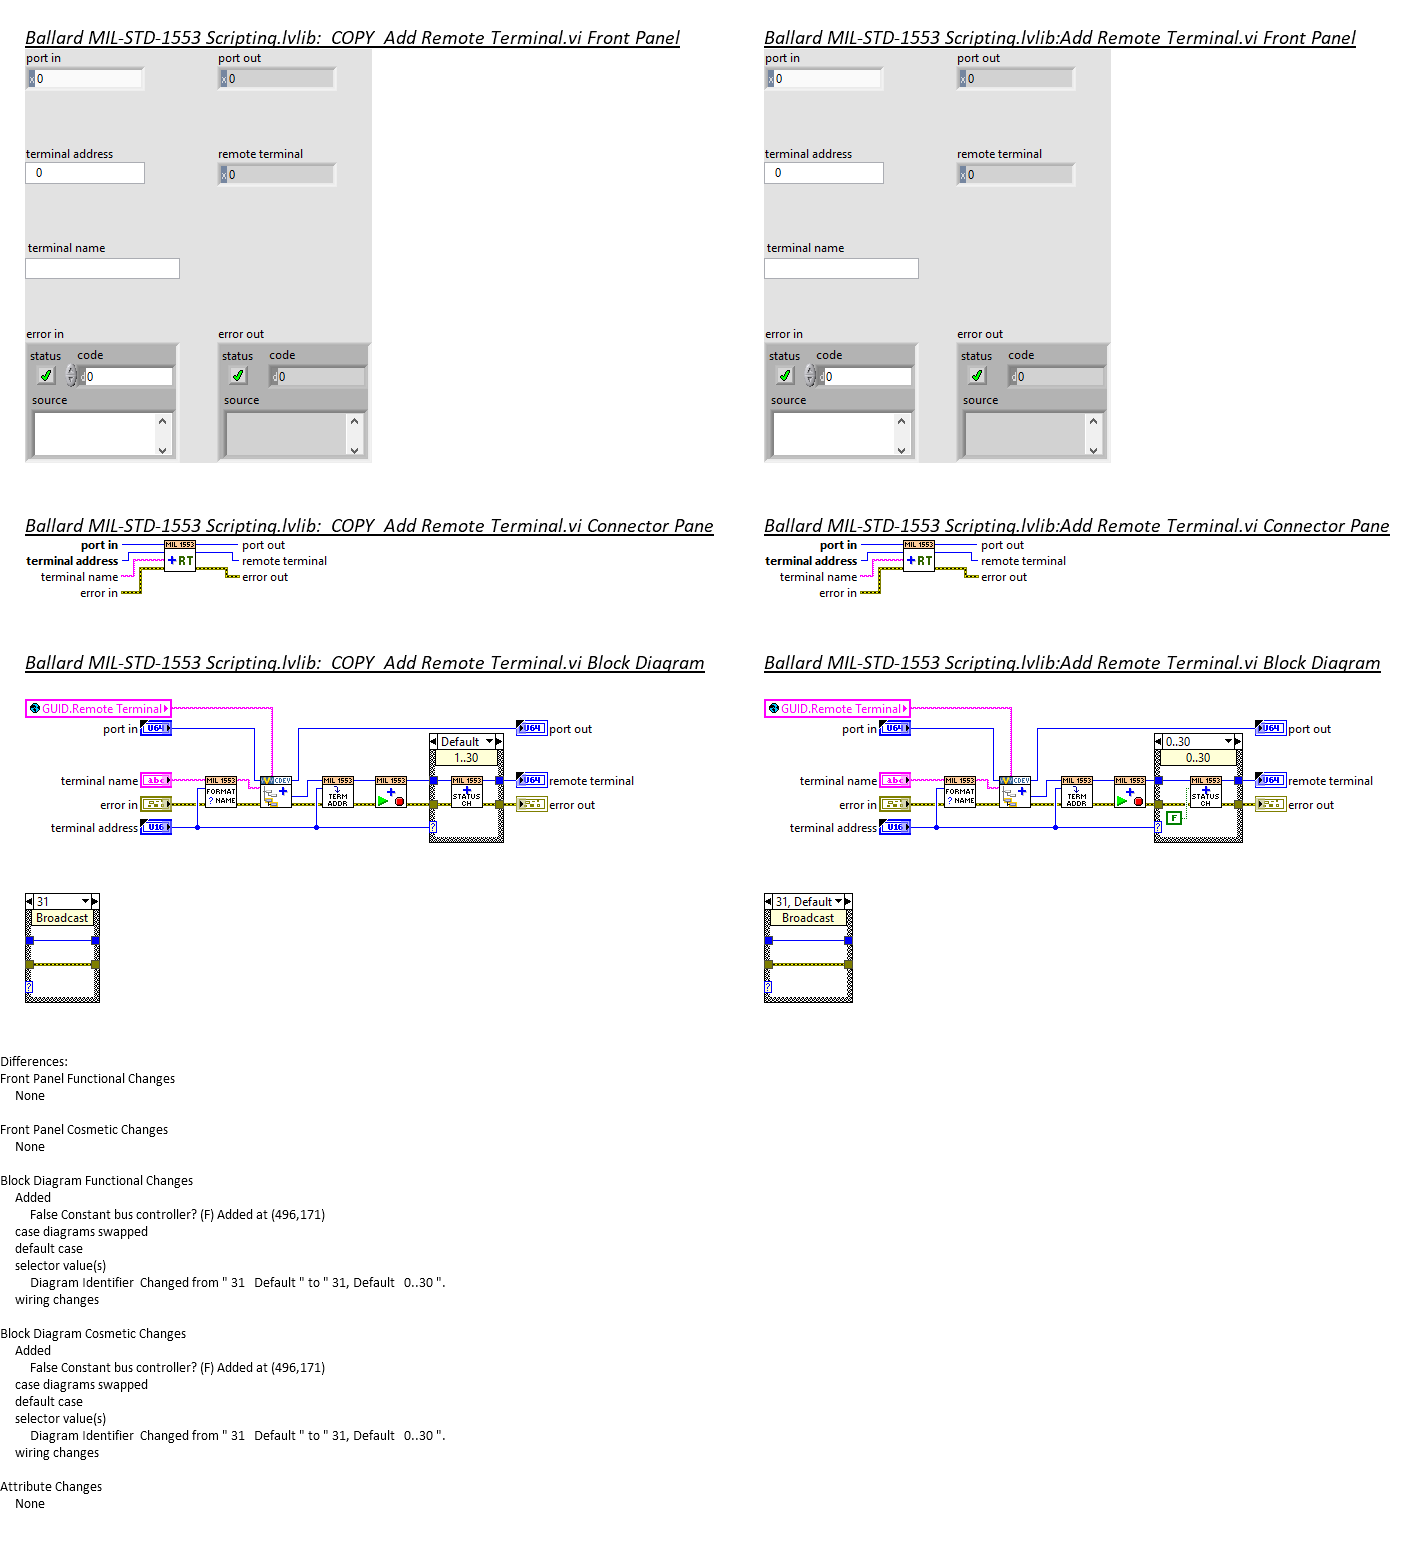 Ballard MIL-STD-1553 Scripting.lvlib:  COPY  Add Remote Terminal.vi Front Panel
port in
port out
x 0
x 0
terminal address
remote terminal
0
x 0
terminal name
error in
error out
status code
status code
d 0
d 0
source
source
Ballard MIL-STD-1553 Scripting.lvlib:Add Remote Terminal.vi Front Panel
port in
port out
x 0
x 0
terminal address
remote terminal
0
x 0
terminal name
error in
error out
status code
status code
d 0
d 0
source
source
Ballard MIL-STD-1553 Scripting.lvlib:  COPY  Add Remote Terminal.vi Connector Pane
port in
MIL 1553
port out
terminal address
+RT
remote terminal
terminal name
error out
error in
Ballard MIL-STD-1553 Scripting.lvlib:Add Remote Terminal.vi Connector Pane
port in
MIL 1553
port out
terminal address
+RT
remote terminal
terminal name
error out
error in
Ballard MIL-STD-1553 Scripting.lvlib:  COPY  Add Remote Terminal.vi Block Diagram
GUID.Remote Terminal
port in
U64
U64
port out
Default
1..30
terminal name
abc
MIL 1553
FORMAT
? NAME
V CDEV
MIL 1553
TERM
ADDR
MIL 1553
MIL 1553
STATUS
CH
U64
remote terminal
error in
error out
terminal address
U16
?
31
Broadcast
?
Ballard MIL-STD-1553 Scripting.lvlib:Add Remote Terminal.vi Block Diagram
GUID.Remote Terminal
port in
U64
U64
port out
0..30
0..30
terminal name
abc
MIL 1553
FORMAT
? NAME
V CDEV
MIL 1553
TERM
ADDR
MIL 1553
MIL 1553
STATUS
CH
U64
remote terminal
error in
error out
F
terminal address
U16
?
31, Default
Broadcast
?
Differences:
Front Panel Functional Changes
None
Front Panel Cosmetic Changes
None
Block Diagram Functional Changes
Added
False Constant bus controller? (F) Added at (496,171)
case diagrams swapped
default case
selector value(s)
Diagram Identifier  Changed from " 31   Default " to " 31, Default   0..30 ".
wiring changes
Block Diagram Cosmetic Changes
Added
False Constant bus controller? (F) Added at (496,171)
case diagrams swapped
default case
selector value(s)
Diagram Identifier  Changed from " 31   Default " to " 31, Default   0..30 ".
wiring changes
Attribute Changes
None